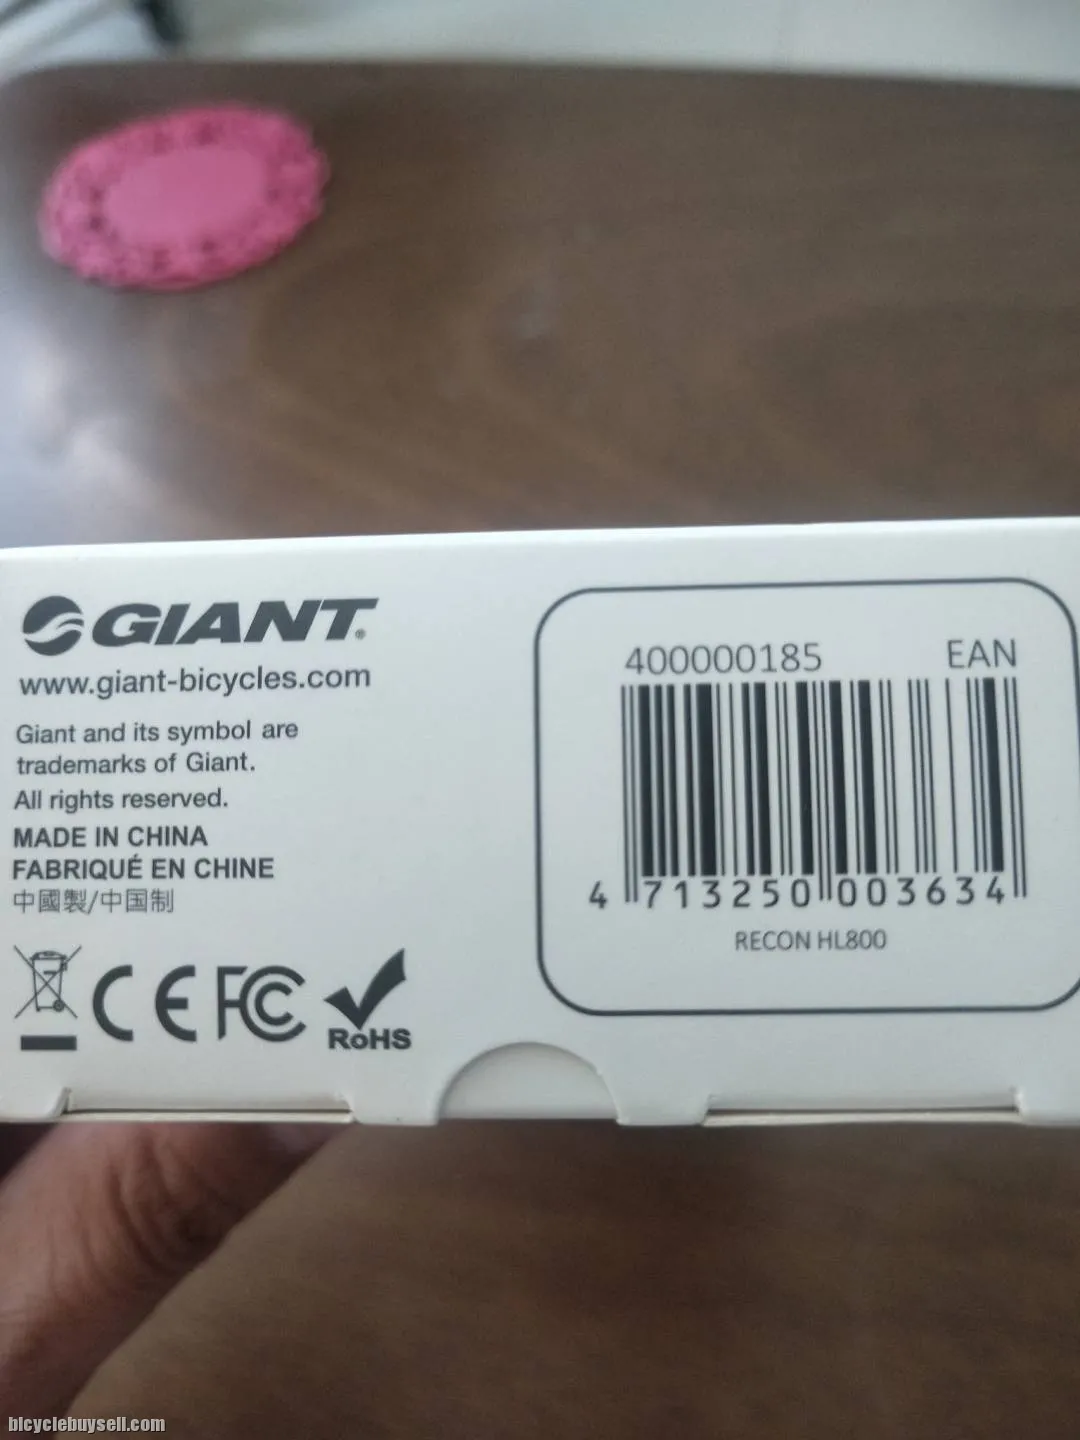 GIANT®
www.giant-bicycles.com
Giant and its symbol are
trademarks of Giant.
All rights reserved.
MADE IN CHINA
FABRIQUÉ EN CHINE
中國製/中国制
CE FC
RoHS
400000185 EAN
4 713250 003634
RECON HL800
bicyclebuysell.com